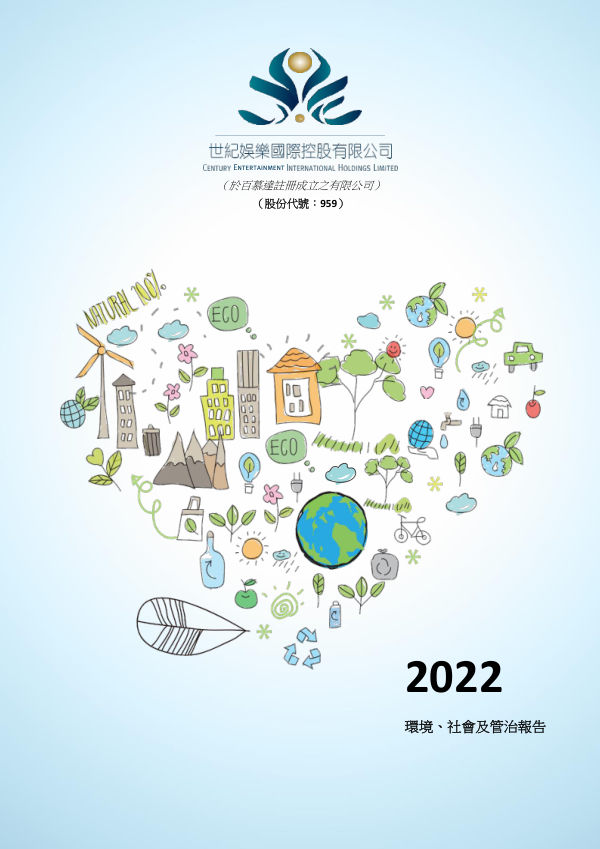 世紀娛樂國際控股有限公司
CENTURY ENTERTAINMENT INTERNATIONAL HOLDINGS LIMITED
（於百慕達註冊成立之有限公司）
（股份代號：959）
NATURAL 100%
ECO
ECO
2022
環境、社會及管治報告